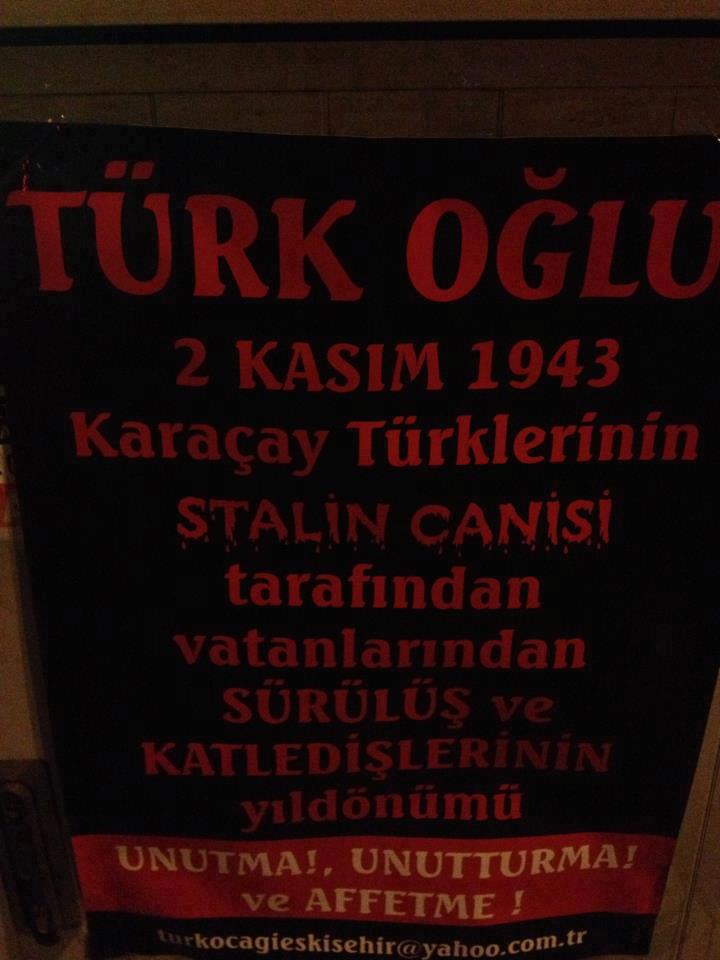 TÜRK OĞLU
2 KASIM 1943
Karaçay Türklerinin
STALİN CANİSİ
tarafından
vatanlarından
SÜRÜLÜŞ ve
KATLEDİŞLERİNİN
yıldönümü
UNUTMA!, UNUTTURMA!
ve AFFETME !
turkocagieskisehir@yahoo.com.tr